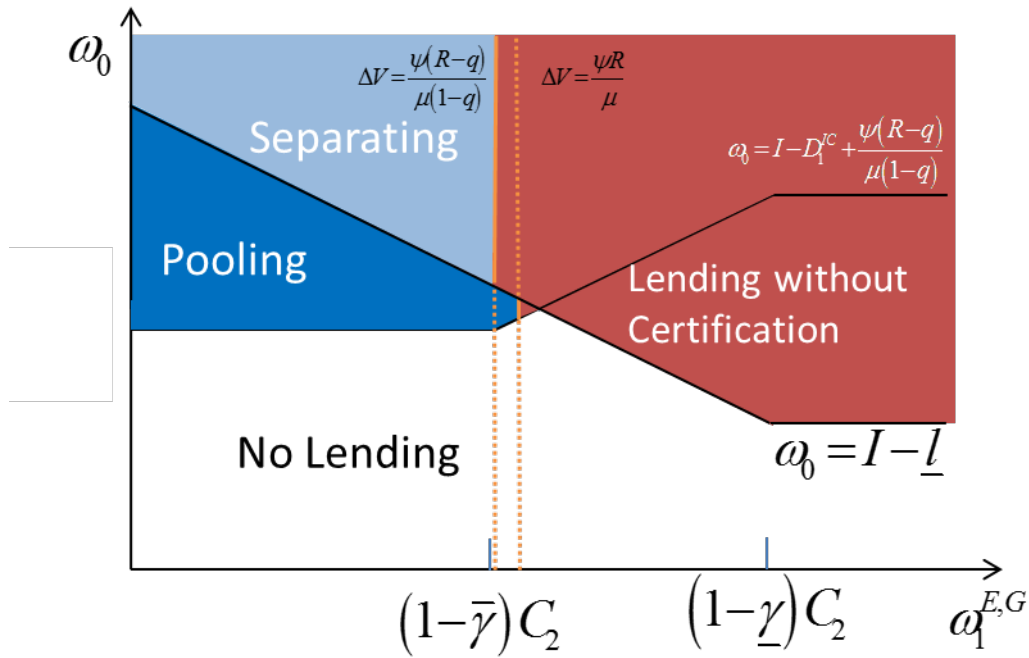 ω₀
ΔV = ψ(R−q) / μ(1−q)
ΔV = ψR / μ
Separating
ω₀ = I − D₁^{IC} + ψ(R−q) / μ(1−q)
Pooling
Lending without
Certification
No Lending
ω₀ = I − l̲
(1−γ̅)C₂
(1−γ̲)C₂
ω₁^{E,G}